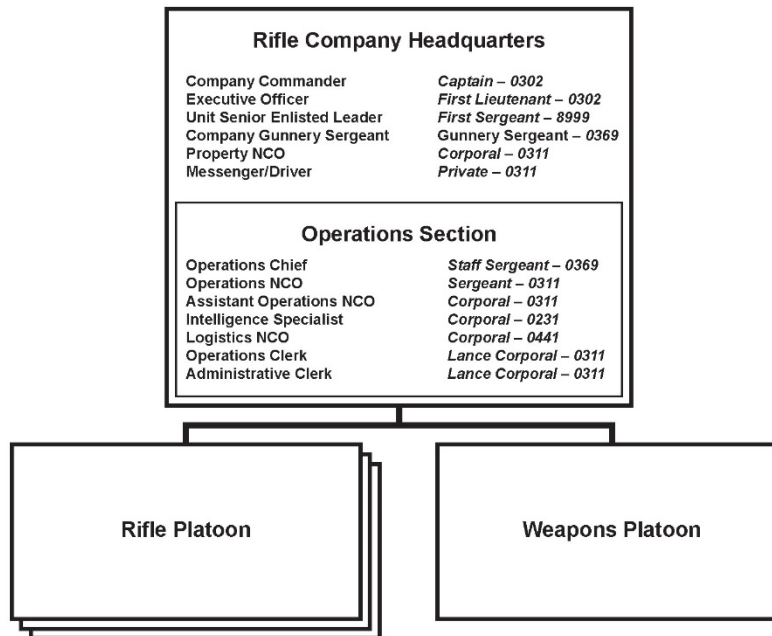 Rifle Company Headquarters
Company Commander Captain – 0302
Executive Officer First Lieutenant – 0302
Unit Senior Enlisted Leader First Sergeant – 8999
Company Gunnery Sergeant Gunnery Sergeant – 0369
Property NCO Corporal – 0311
Messenger/Driver Private – 0311
Operations Section
Operations Chief Staff Sergeant – 0369
Operations NCO Sergeant – 0311
Assistant Operations NCO Corporal – 0311
Intelligence Specialist Corporal – 0231
Logistics NCO Corporal – 0441
Operations Clerk Lance Corporal – 0311
Administrative Clerk Lance Corporal – 0311
Rifle Platoon
Weapons Platoon